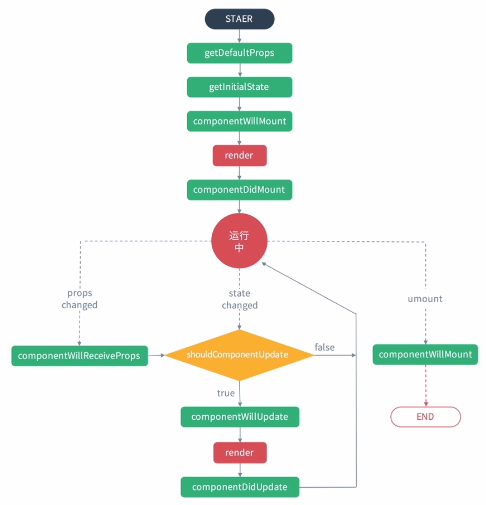 STAER
getDefaultProps
getInitialState
componentWillMount
render
componentDidMount
运行
中
props
changed
state
changed
umount
componentWillReceiveProps
shouldComponentUpdate
false
componentWillMount
true
componentWillUpdate
END
render
componentDidUpdate